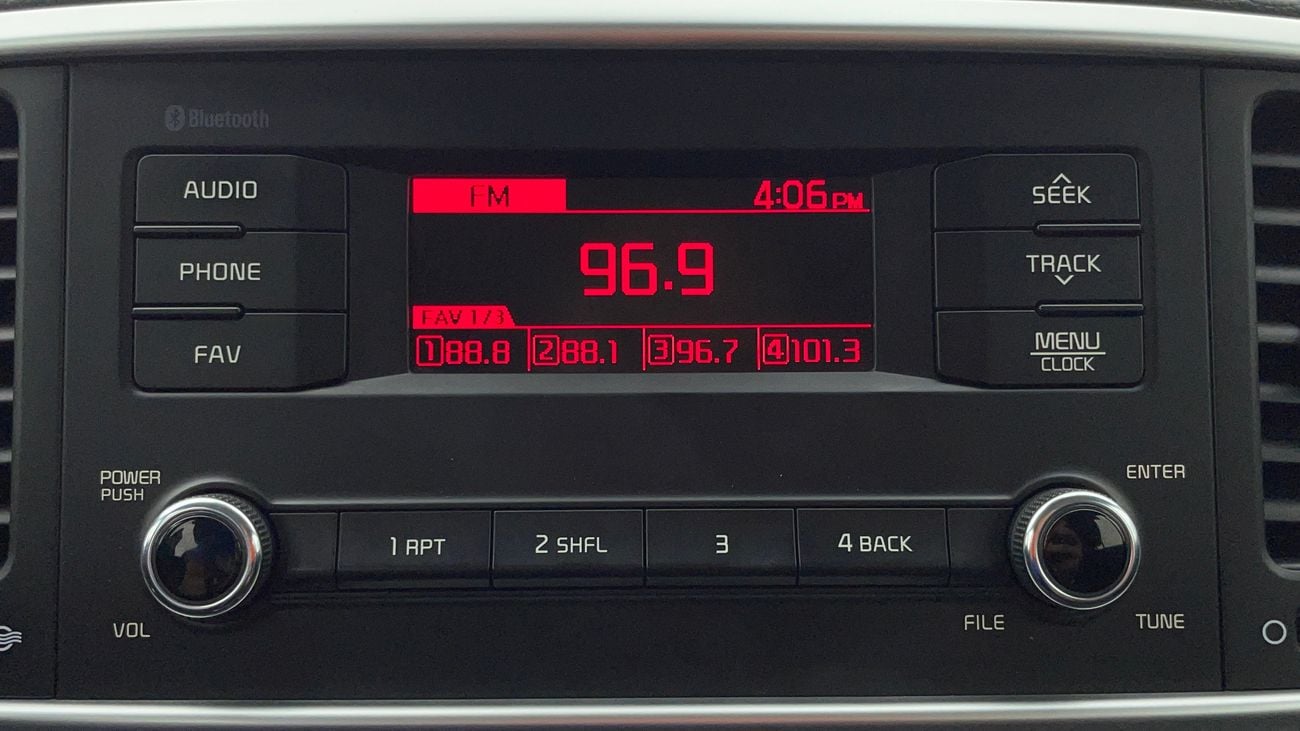 Bluetooth
AUDIO
PHONE
FAV
FM 4:06 PM
96.9
FAV 1/3
1 88.8 2 88.1 3 96.7 4 101.3
SEEK
TRACK
MENU
CLOCK
POWER
PUSH
VOL
1 RPT
2 SHFL
3
4 BACK
ENTER
FILE
TUNE